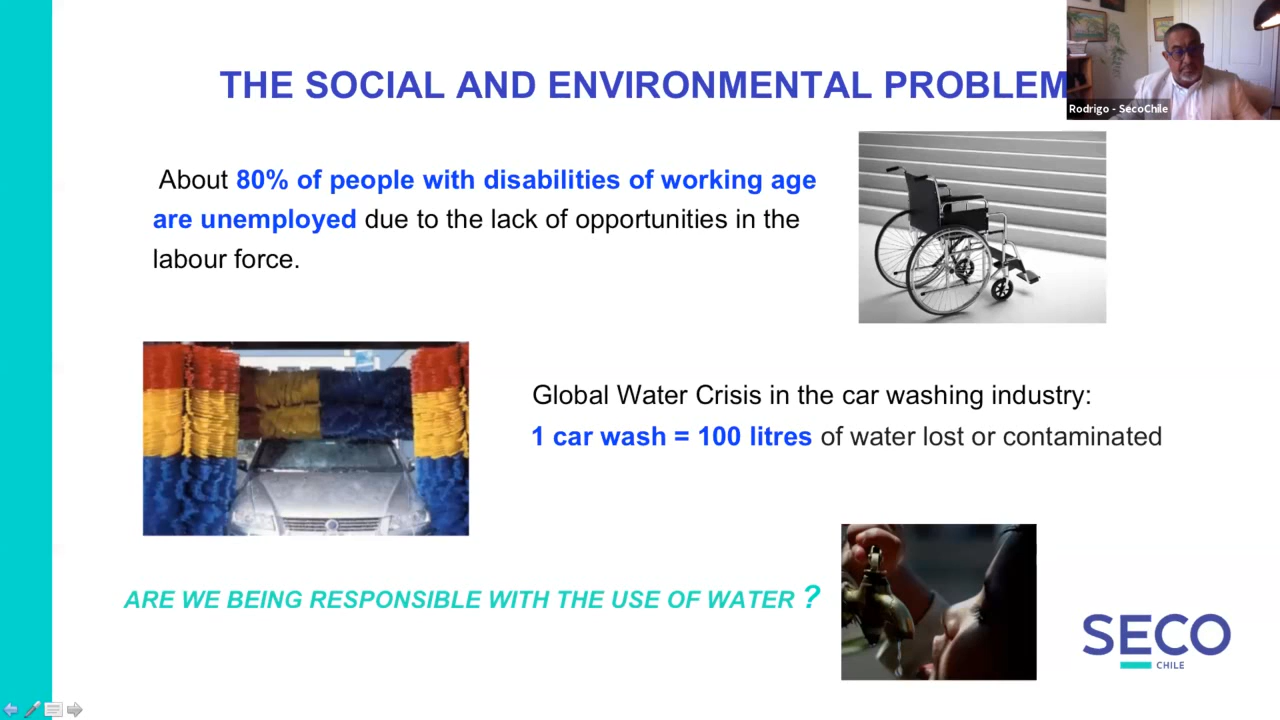 THE SOCIAL AND ENVIRONMENTAL PROBLEM
Rodrigo - SecoChile
About 80% of people with disabilities of working age
are unemployed due to the lack of opportunities in the
labour force.
Global Water Crisis in the car washing industry:
1 car wash = 100 litres of water lost or contaminated
ARE WE BEING RESPONSIBLE WITH THE USE OF WATER ?
SECO
CHILE